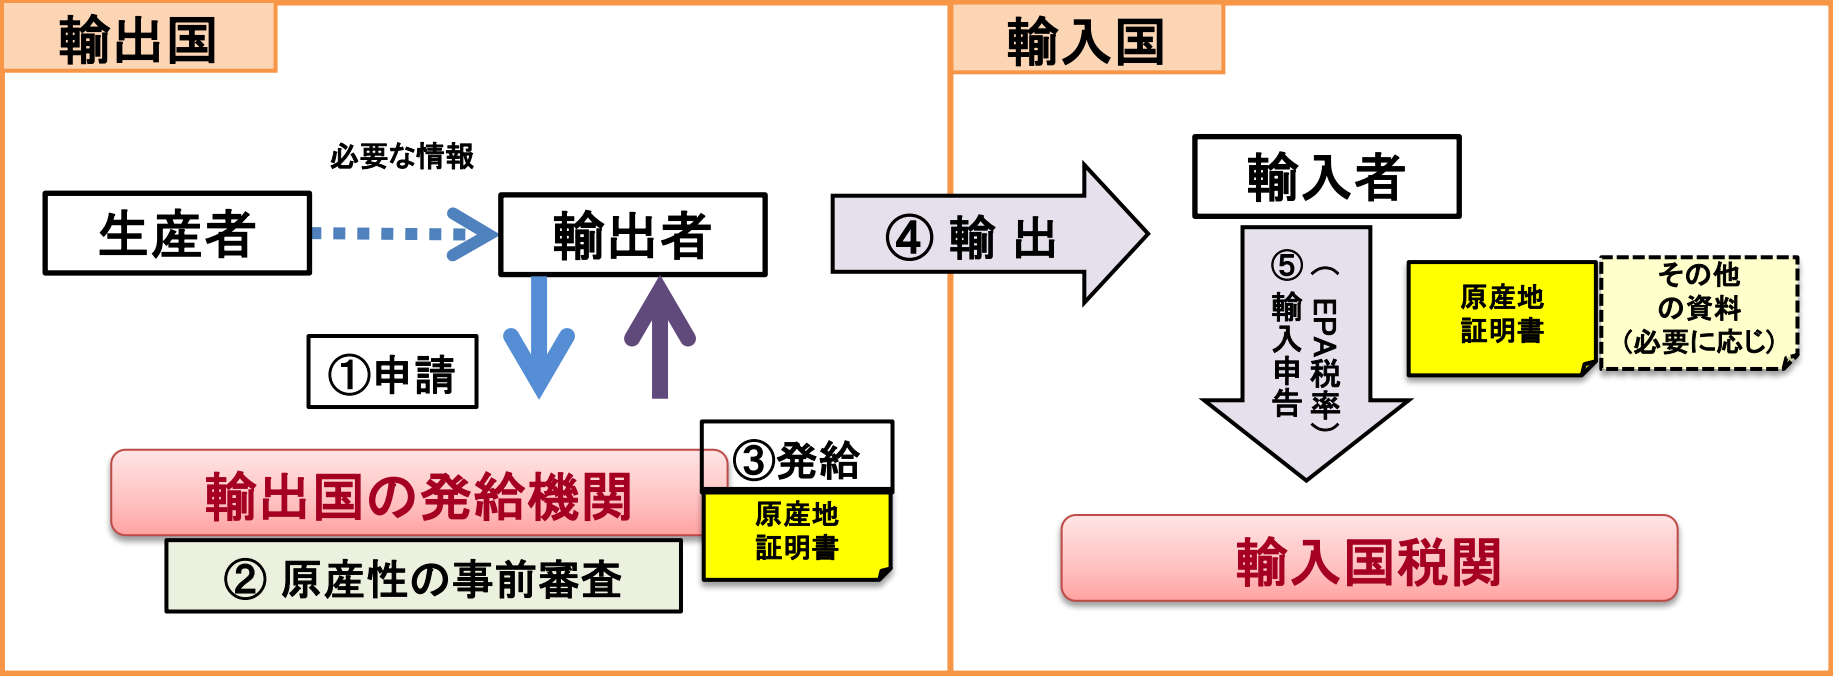 輸出国
必要な情報
生産者
輸出者
①申請
③発給
輸出国の発給機関
原産地
証明書
② 原産性の事前審査
④ 輸 出
輸入国
輸入者
⑤輸入申告
（EPA税率）
原産地
証明書
その他
の資料
（必要に応じ）
輸入国税関